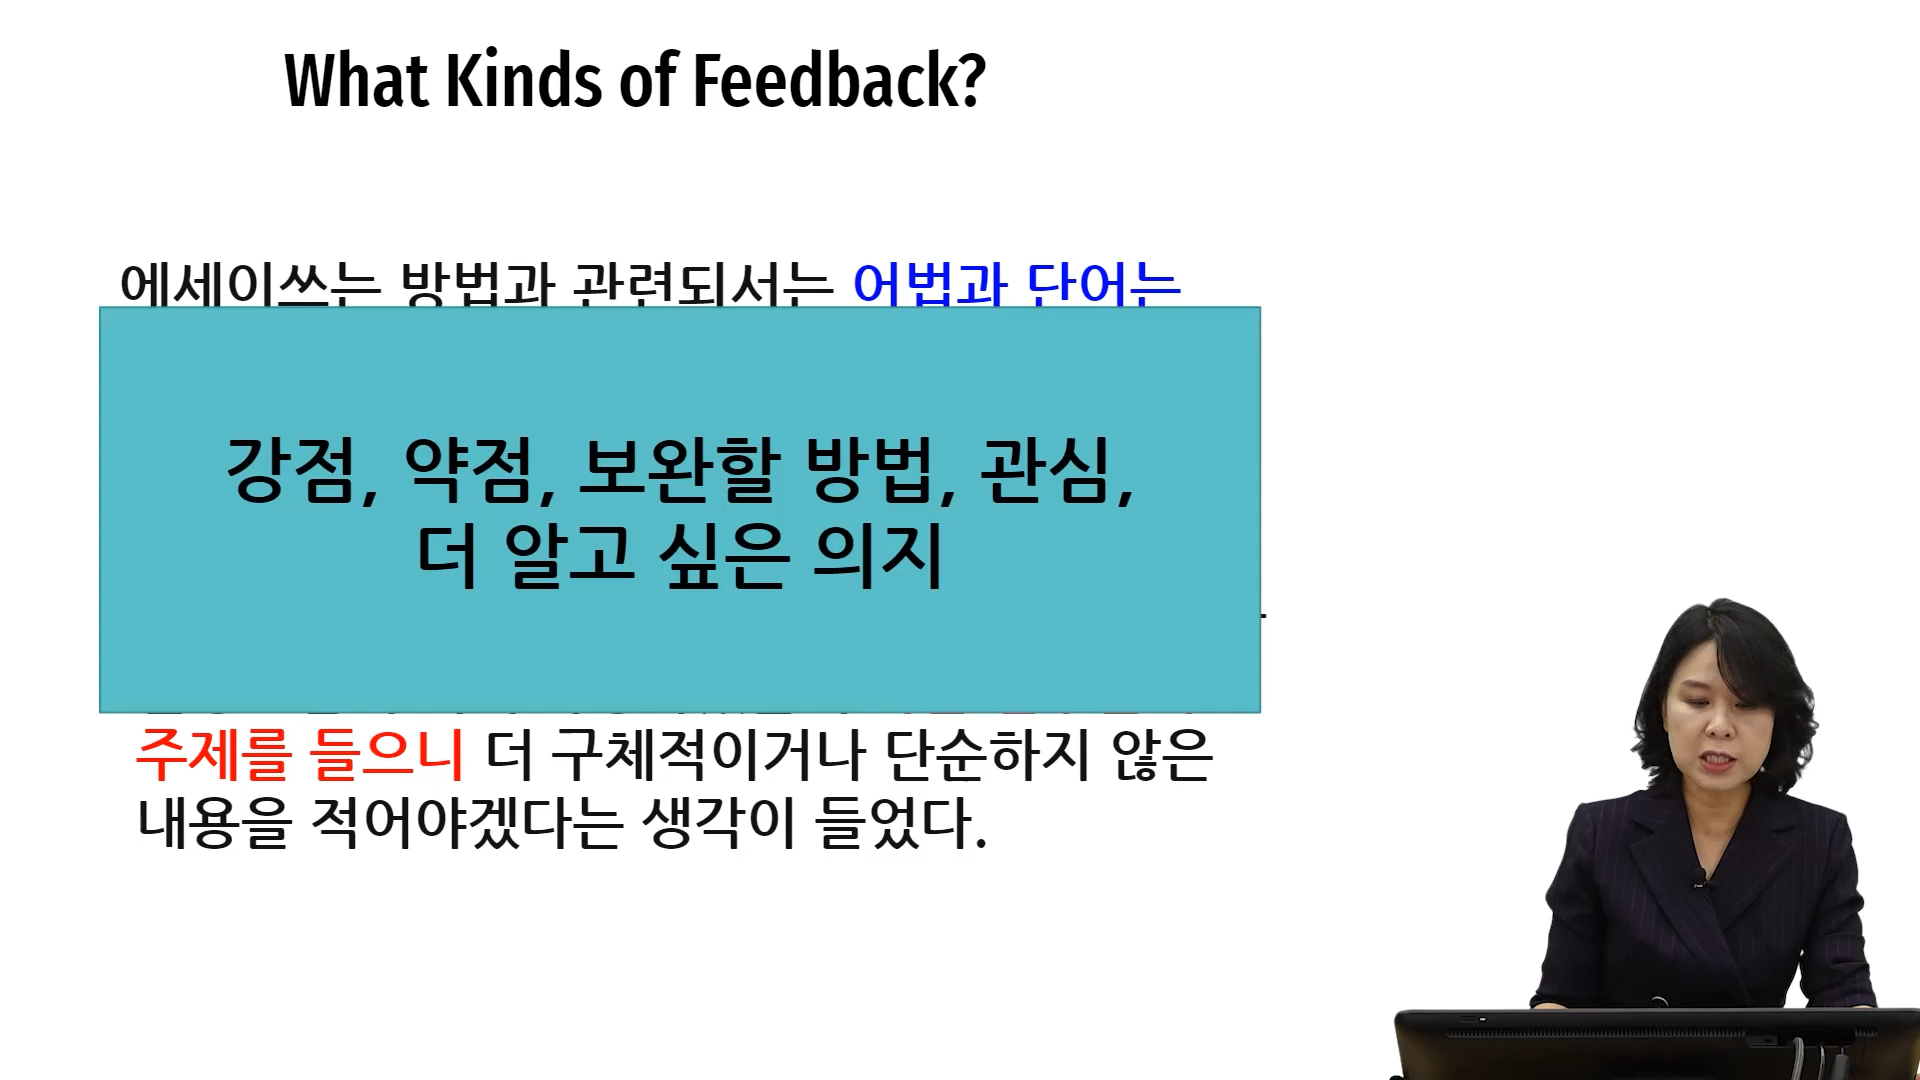 What Kinds of Feedback?
에세이쓰는 방법과 관련되서는 어법과 단어는
강점, 약점, 보완할 방법, 관심,
더 알고 싶은 의지
주제를 들으니 더 구체적이거나 단순하지 않은
내용을 적어야겠다는 생각이 들었다.